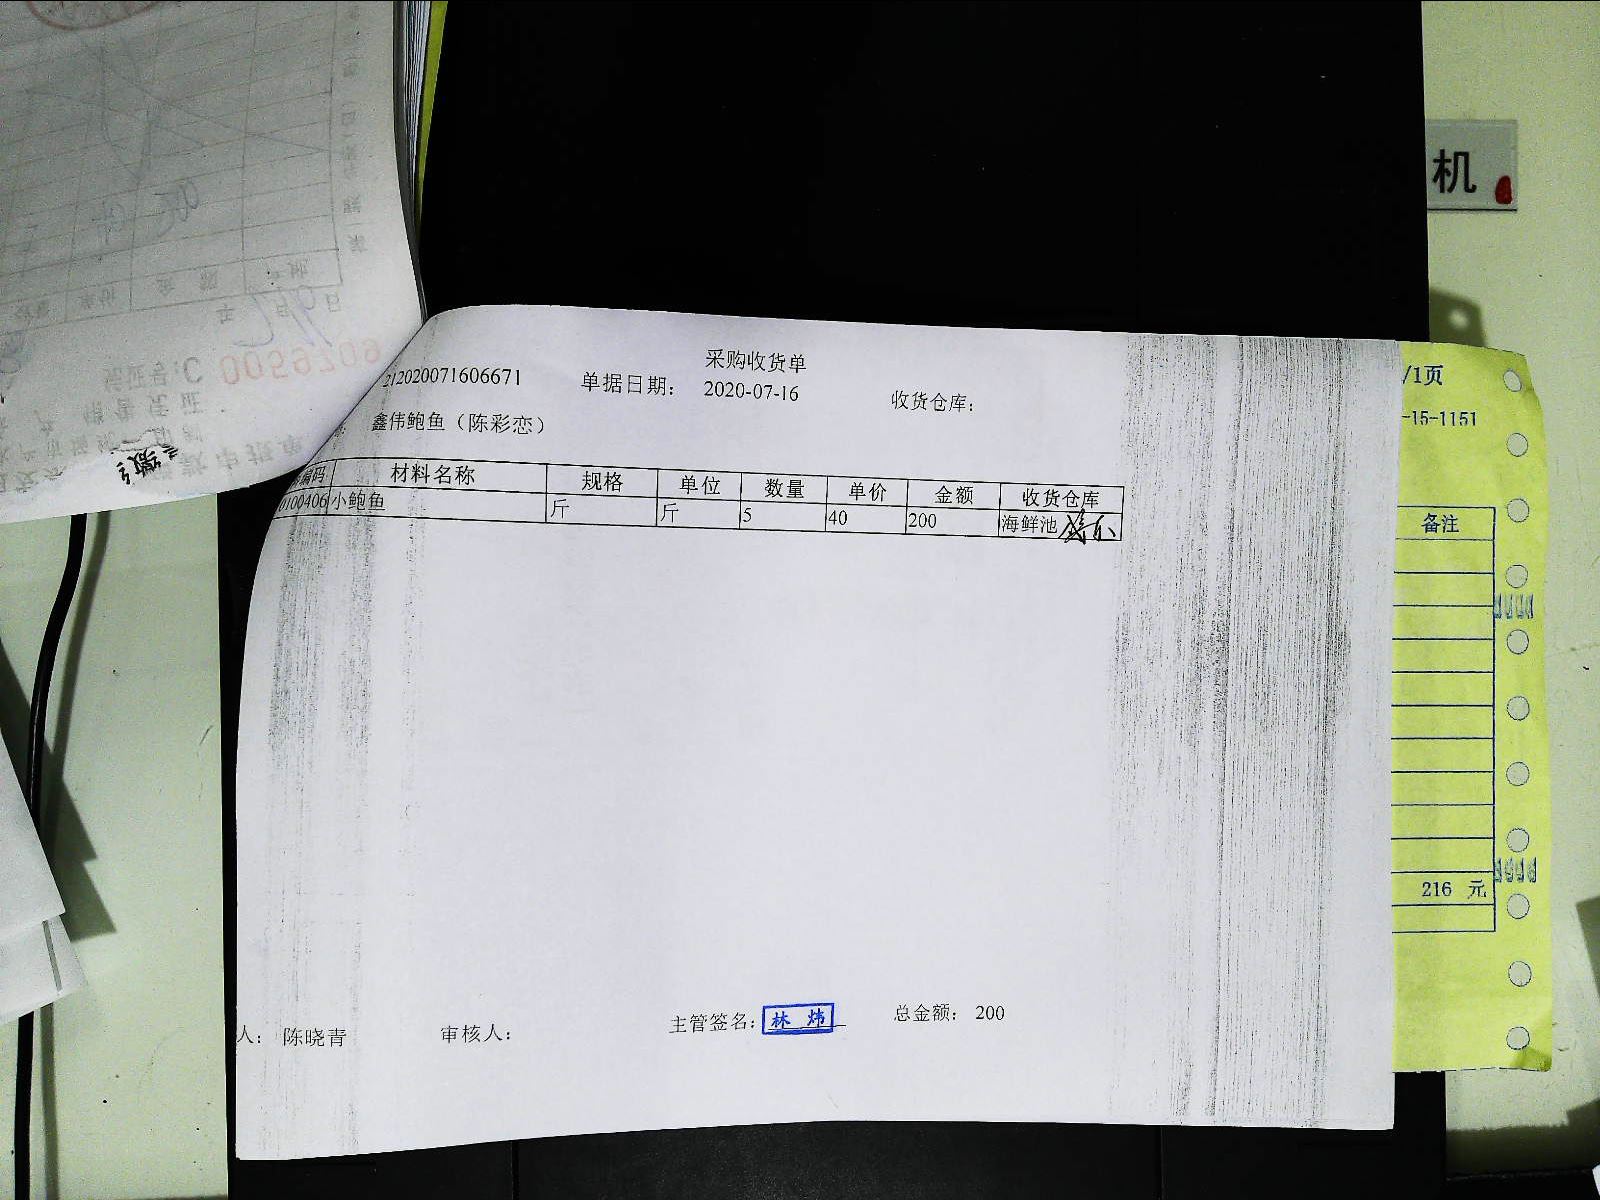 采购收货单
212020071606671 单据日期: 2020-07-16 收货仓库:
鑫伟鲍鱼（陈彩恋）
编码 材料名称 规格 单位 数量 单价 金额 收货仓库
0100406 小鲍鱼 斤 斤 5 40 200 海鲜池
人: 陈晓青 审核人: 主管签名: 林炜 总金额: 200
机
/1页
-15-1151
备注
216 元
C 0059709